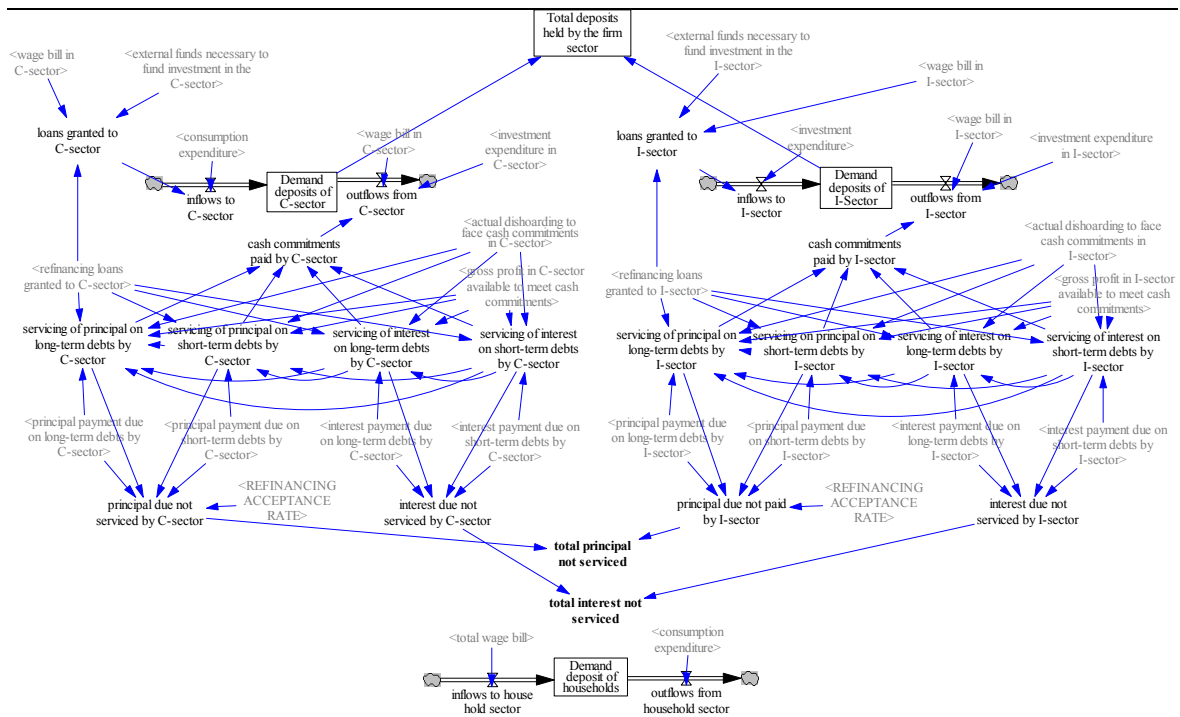 Total deposits
held by the firm
sector
<wage bill in
C-sector>
<external funds necessary to
fund investment in the
C-sector>
loans granted to
C-sector
<consumption
expenditure>
<wage bill in
C-sector>
<investment
expenditure in
C-sector>
inflows to
C-sector
Demand
deposits of
C-sector
outflows from
C-sector
cash commitments
paid by C-sector
<actual dishoarding to
face cash commitments
in C-sector>
<refinancing loans
granted to C-sector>
<gross profit in C-sector
available to meet cash
commitments>
servicing of principal on
long-term debts by
C-sector
servicing of principal on
short-term debts by
C-sector
servicing of interest
on long-term debts
by C-sector
servicing of interest
on short-term debts
by C-sector
<principal payment due
on long-term debts by
C-sector>
<principal payment due on
short-term debts by
C-sector>
<interest payment due
on long-term debts by
C-sector>
<interest payment due on
short-term debts by
C-sector>
principal due not
serviced by C-sector
<REFINANCING
ACCEPTANCE
RATE>
interest due not
serviced by C-sector
<external funds necessary to
fund investment in the
I-sector>
<wage bill in
I-sector>
loans granted to
I-sector
<investment
expenditure>
<wage bill in
I-sector>
<investment expenditure
in I-sector>
inflows to
I-sector
Demand
deposits of
I-Sector
outflows from
I-sector
cash commitments
paid by I-sector
<actual dishoarding to face
cash commitments in
I-sector>
<refinancing loans
granted to I-sector>
<gross profit in I-sector
available to meet cash
commitments>
servicing of principal on
long-term debts by
I-sector
servicing on principal on
short-term debts by
I-sector
servicing of interest on
long-term debts by
I-sector
servicing of interest on
short-term debts by
I-sector
<principal payment due
on long-term debts by
I-sector>
<principal payment due
on short-term debts by
I-sector>
<interest payment due
on long-term debts by
I-sector>
<interest payment due on
short-term debts by
I-sector>
principal due not paid
by I-sector
<REFINANCING
ACCEPTANCE
RATE>
interest due not
serviced by I-sector
total principal
not serviced
total interest not
serviced
<total wage bill>
<consumption
expenditure>
inflows to house
hold sector
Demand
deposit of
households
outflows from
household sector